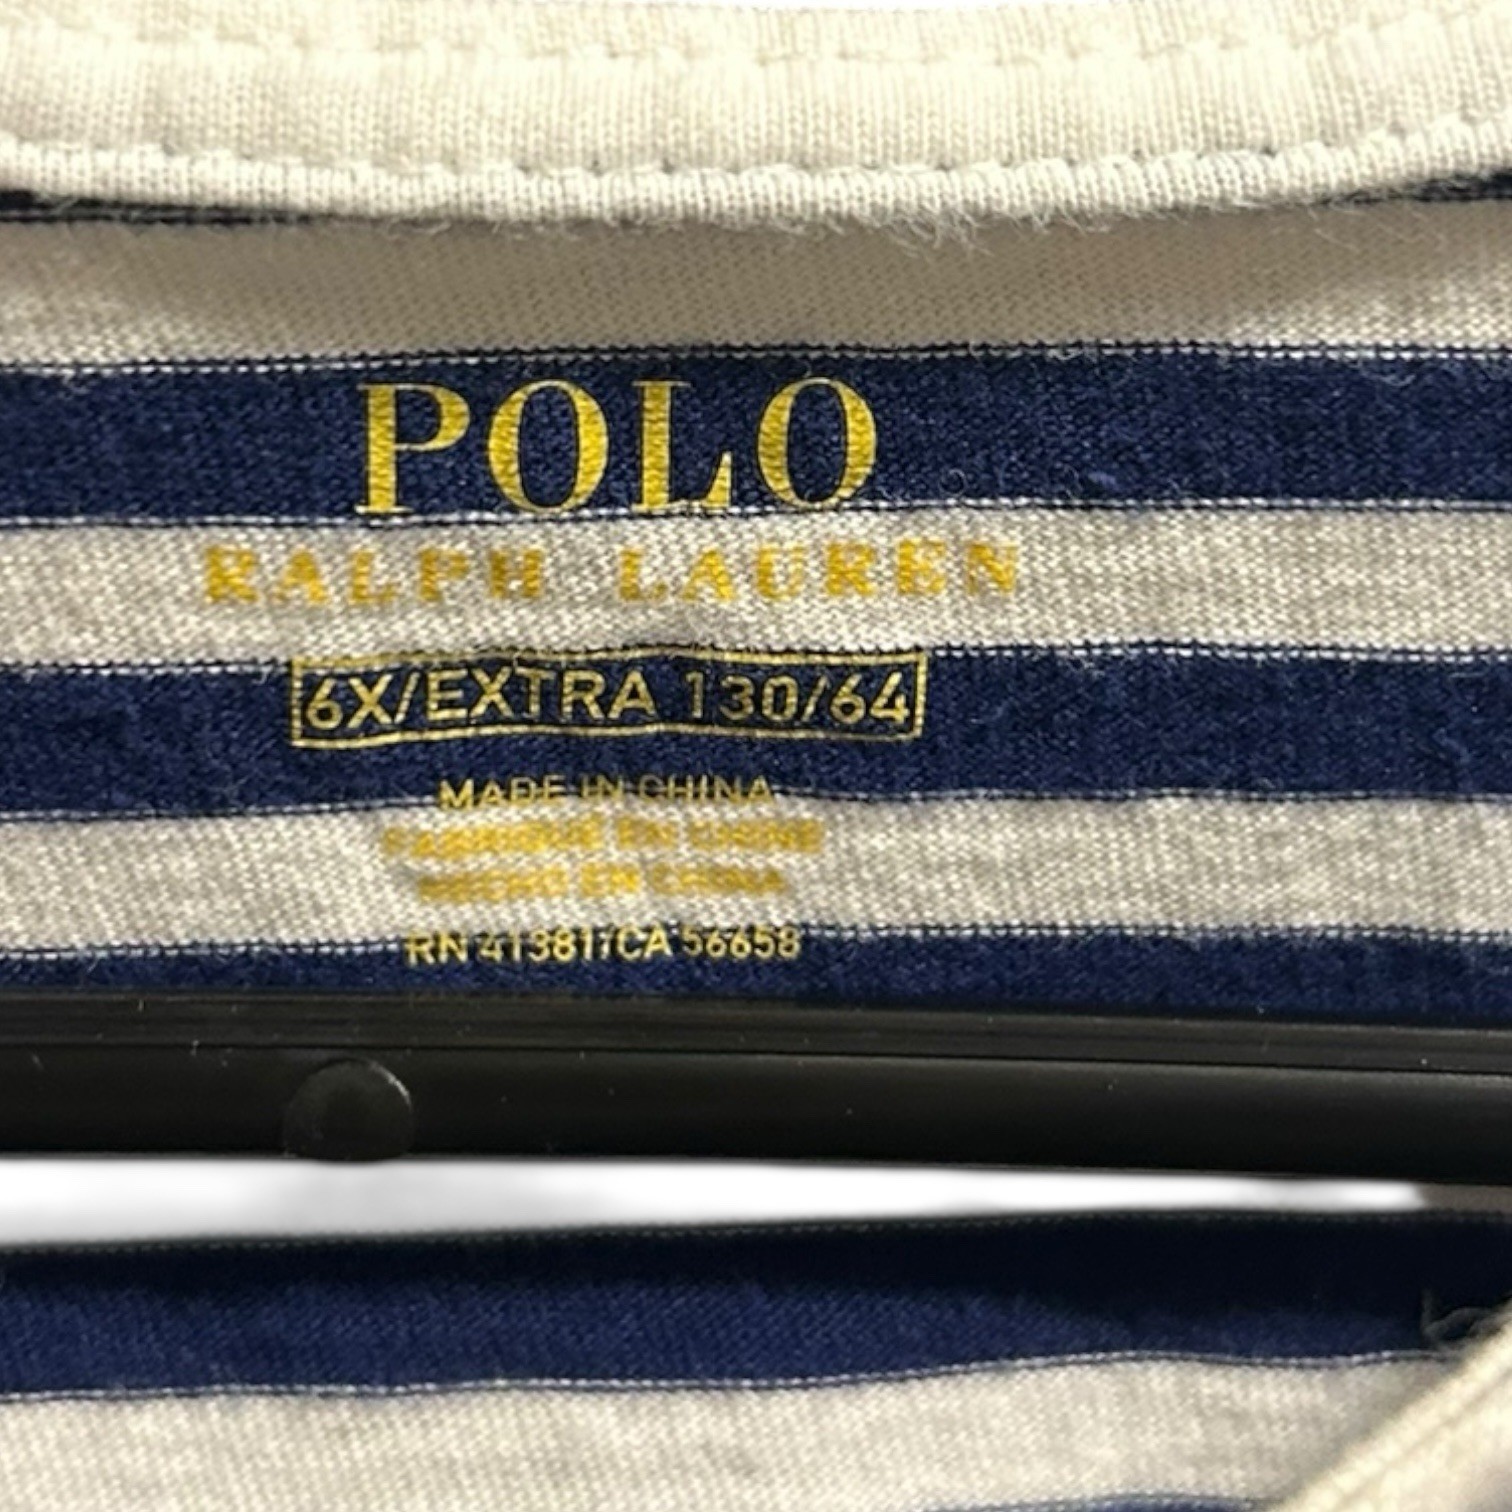 POLO
RALPH LAUREN
6X/EXTRA 130/64
MADE IN CHINA
FABRIQUÉ EN CHINE
HECHO EN CHINA
RN 41381/CA 56658